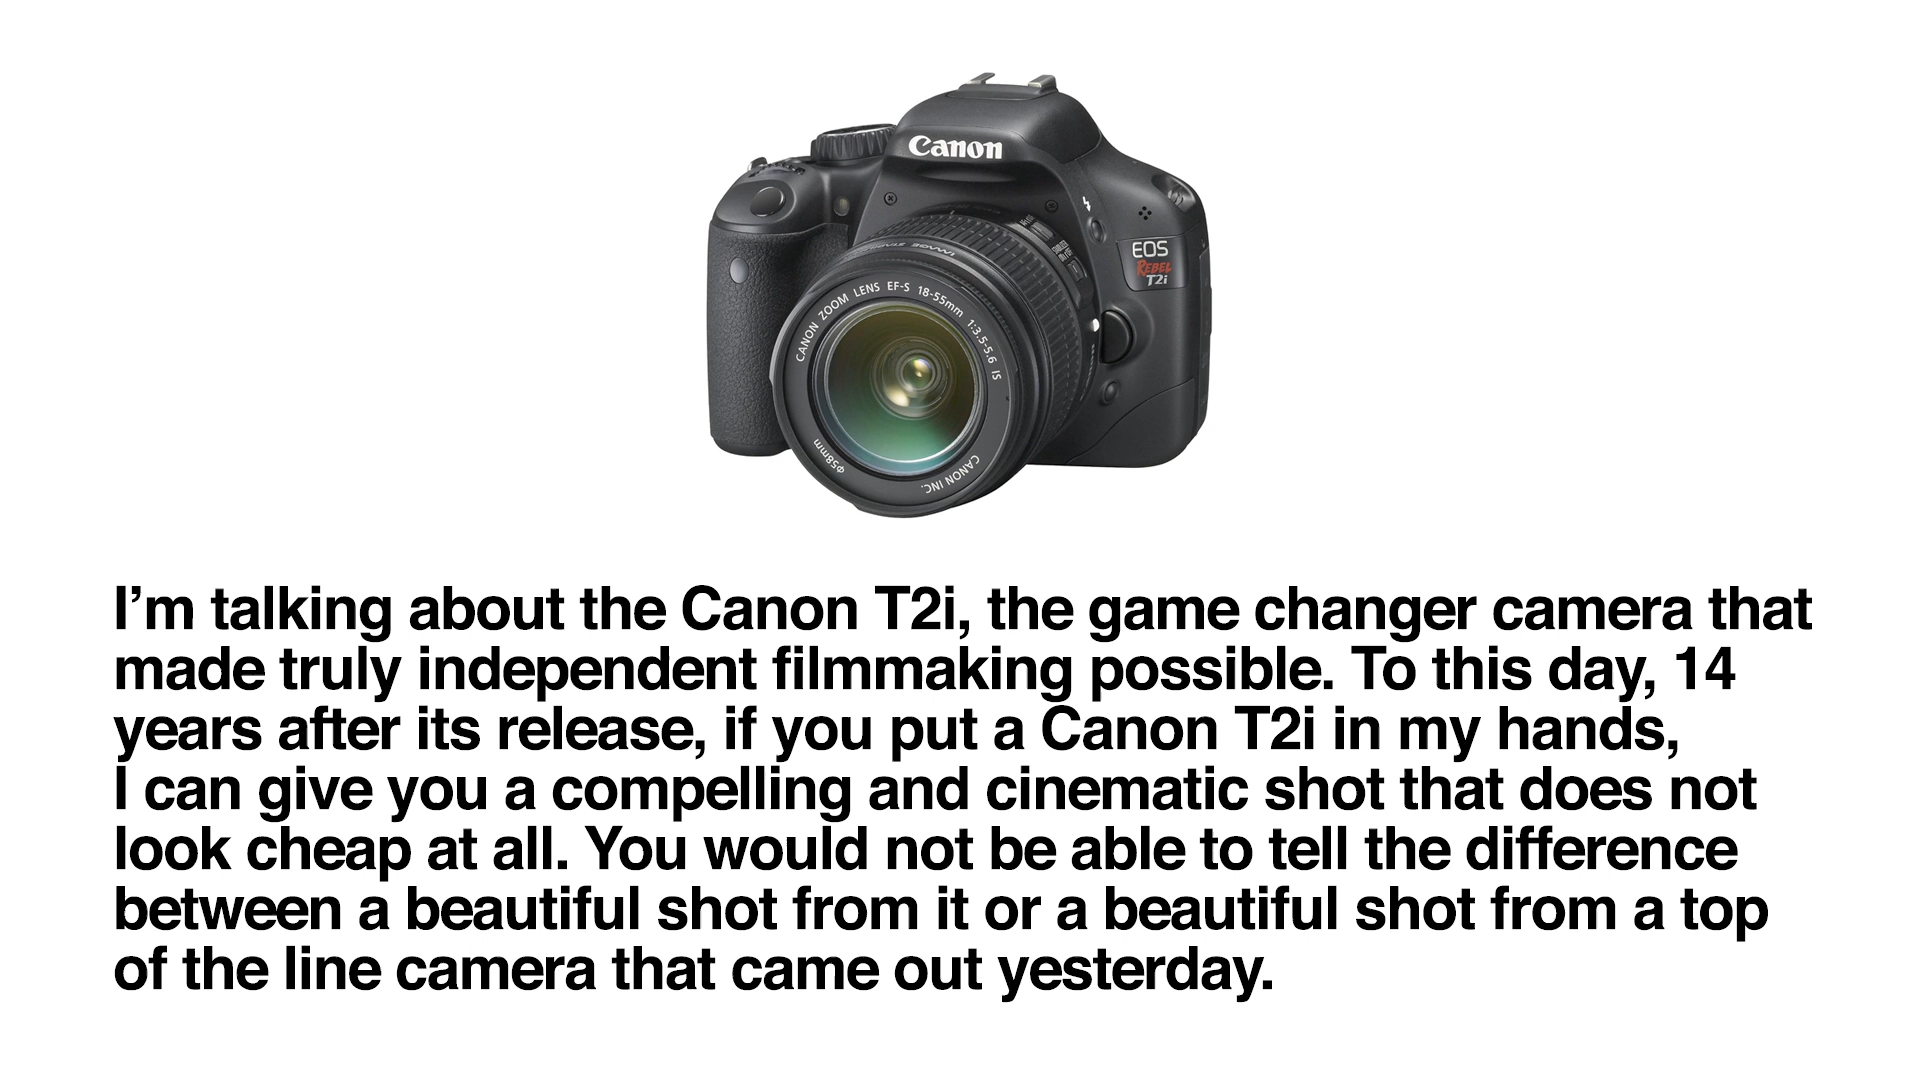 Canon
EOS
REBEL
T2i
IMAGE STABILIZER
CANON ZOOM LENS EF-S 18-55mm 1:3.5-5.6 IS
Φ58mm
CANON INC.
I’m talking about the Canon T2i, the game changer camera that
made truly independent filmmaking possible. To this day, 14
years after its release, if you put a Canon T2i in my hands,
I can give you a compelling and cinematic shot that does not
look cheap at all. You would not be able to tell the difference
between a beautiful shot from it or a beautiful shot from a top
of the line camera that came out yesterday.